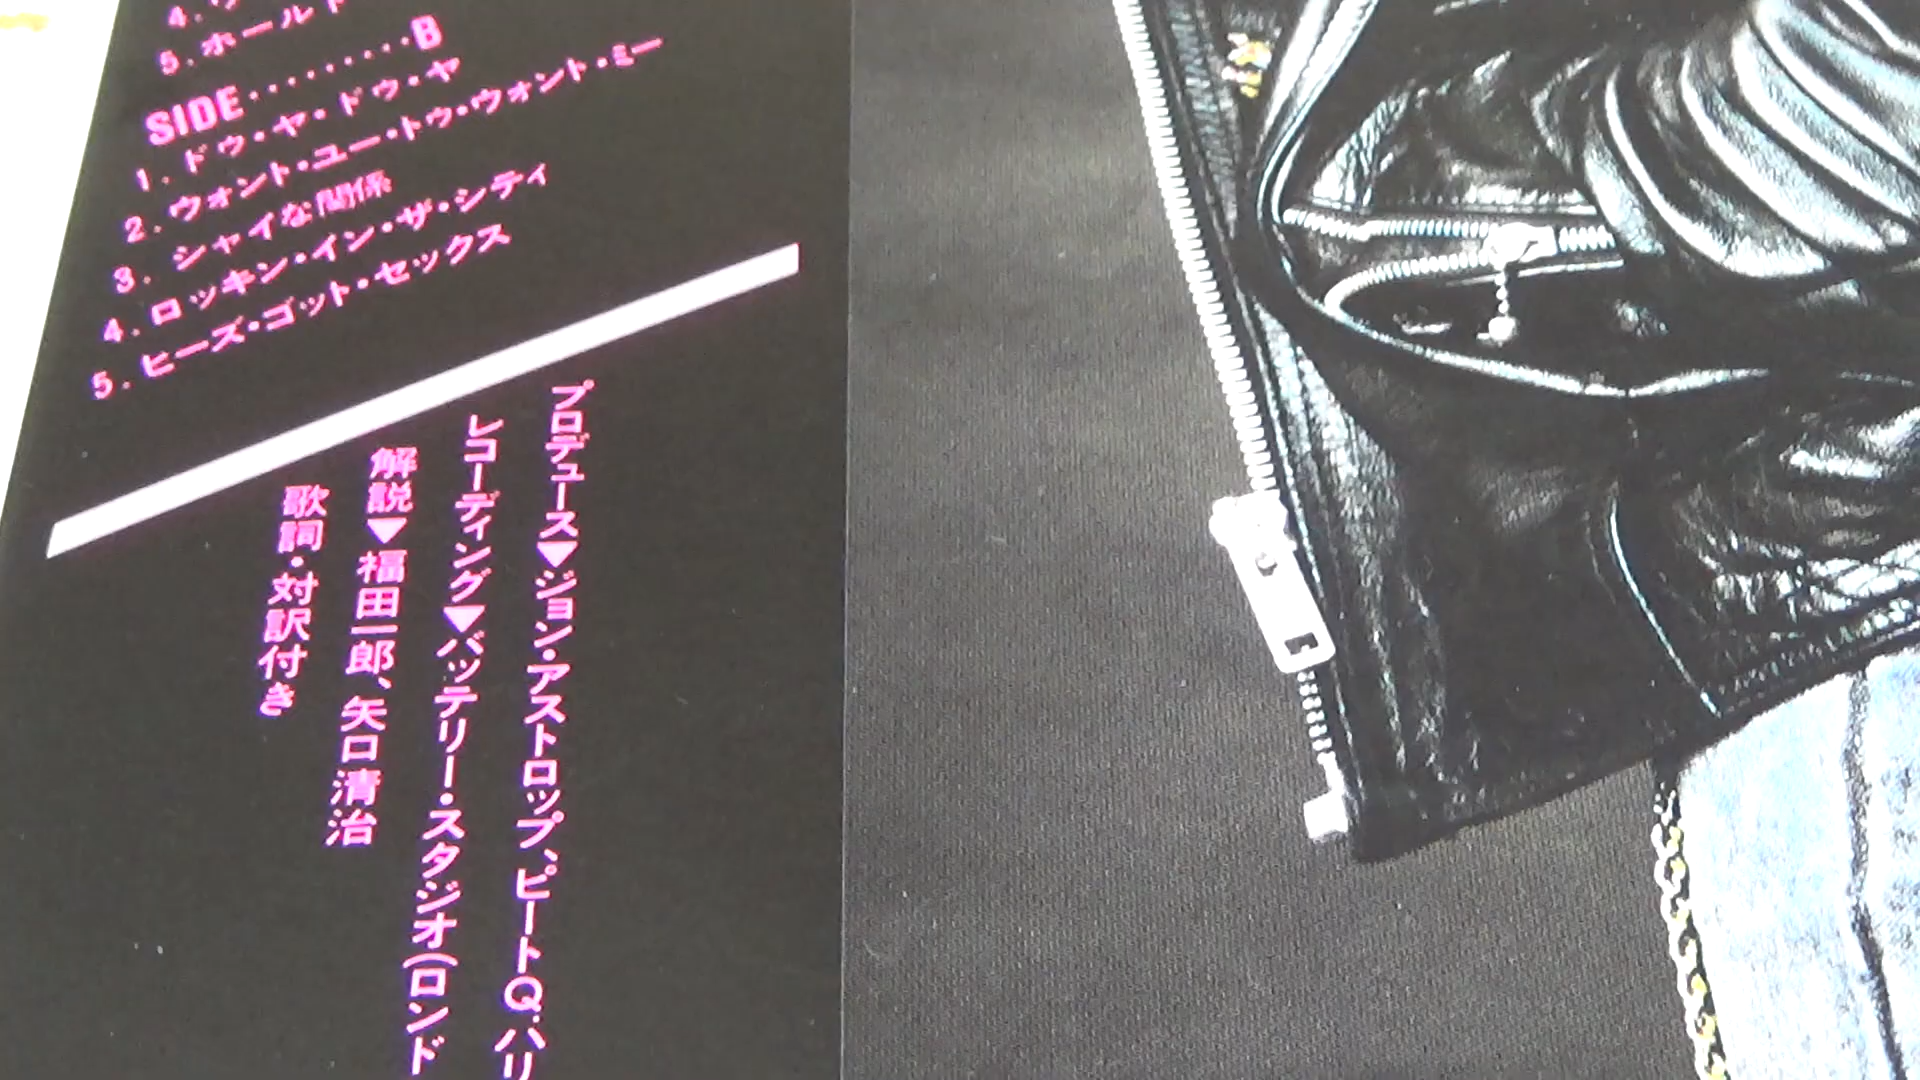 5.ホールド
SIDE········B
1.ドゥ・ヤ・ドゥ・ヤ
2.ウォント・ユー・トゥ・ウォント・ミー
3.シャイな関係
4.ロッキン・イン・ザ・シティ
5.ヒーズ・ゴット・セックス
プロデュース▼ジョン・アストロップ、ピートQ.ハリ
レコーディング▼バッテリー・スタジオ(ロンド
解説▼福田一郎、矢口清治
歌詞・対訳付き